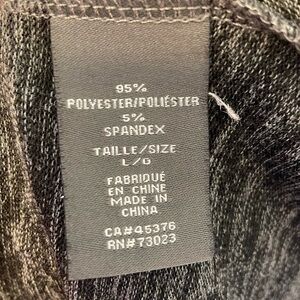 95%
POLYESTER/POLIÉSTER
5%
SPANDEX
TAILLE/SIZE
L/G
FABRIQUÉ
EN CHINE
MADE IN
CHINA
CA#45376
RN#73023